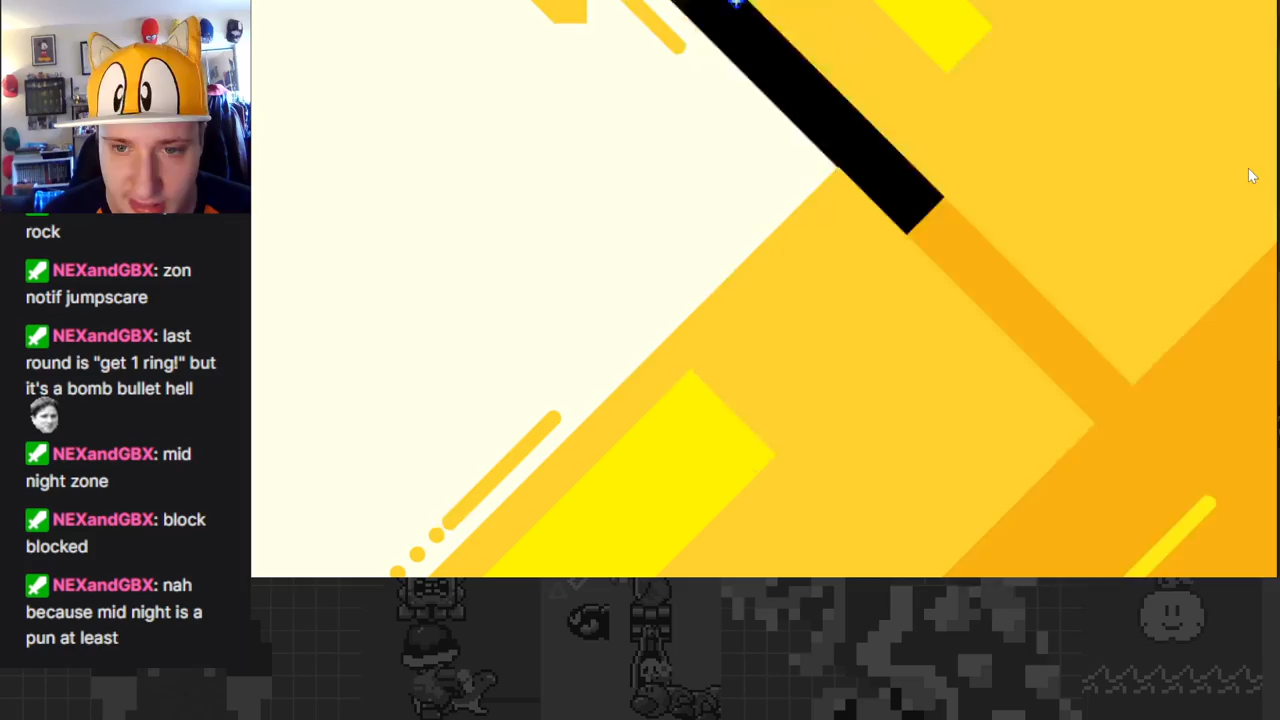 rock
NEXandGBX: zon
notif jumpscare
NEXandGBX: last
round is "get 1 ring!" but
it's a bomb bullet hell
NEXandGBX: mid
night zone
NEXandGBX: block
blocked
NEXandGBX: nah
because mid night is a
pun at least